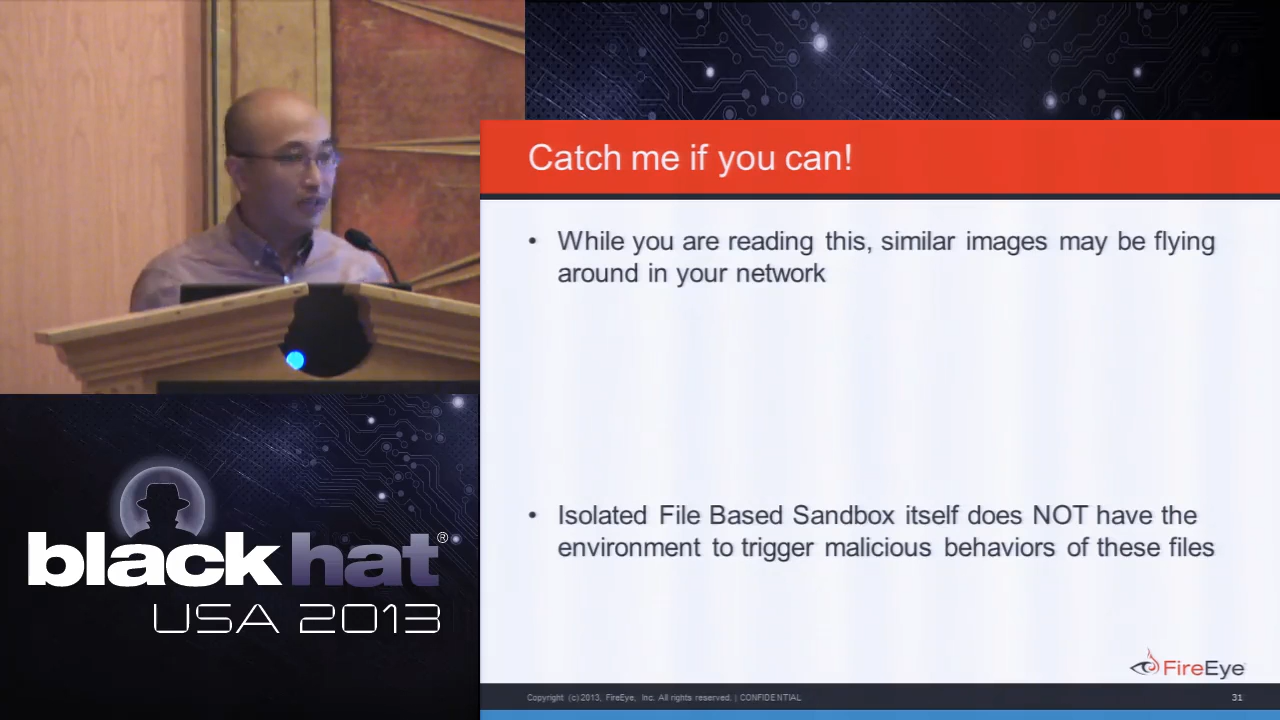 Catch me if you can!
• While you are reading this, similar images may be flying
around in your network
• Isolated File Based Sandbox itself does NOT have the
environment to trigger malicious behaviors of these files
black hat®
USA 2013
FireEye
Copyright (c) 2013, FireEye, Inc. All rights reserved. | CONFIDENTIAL
31